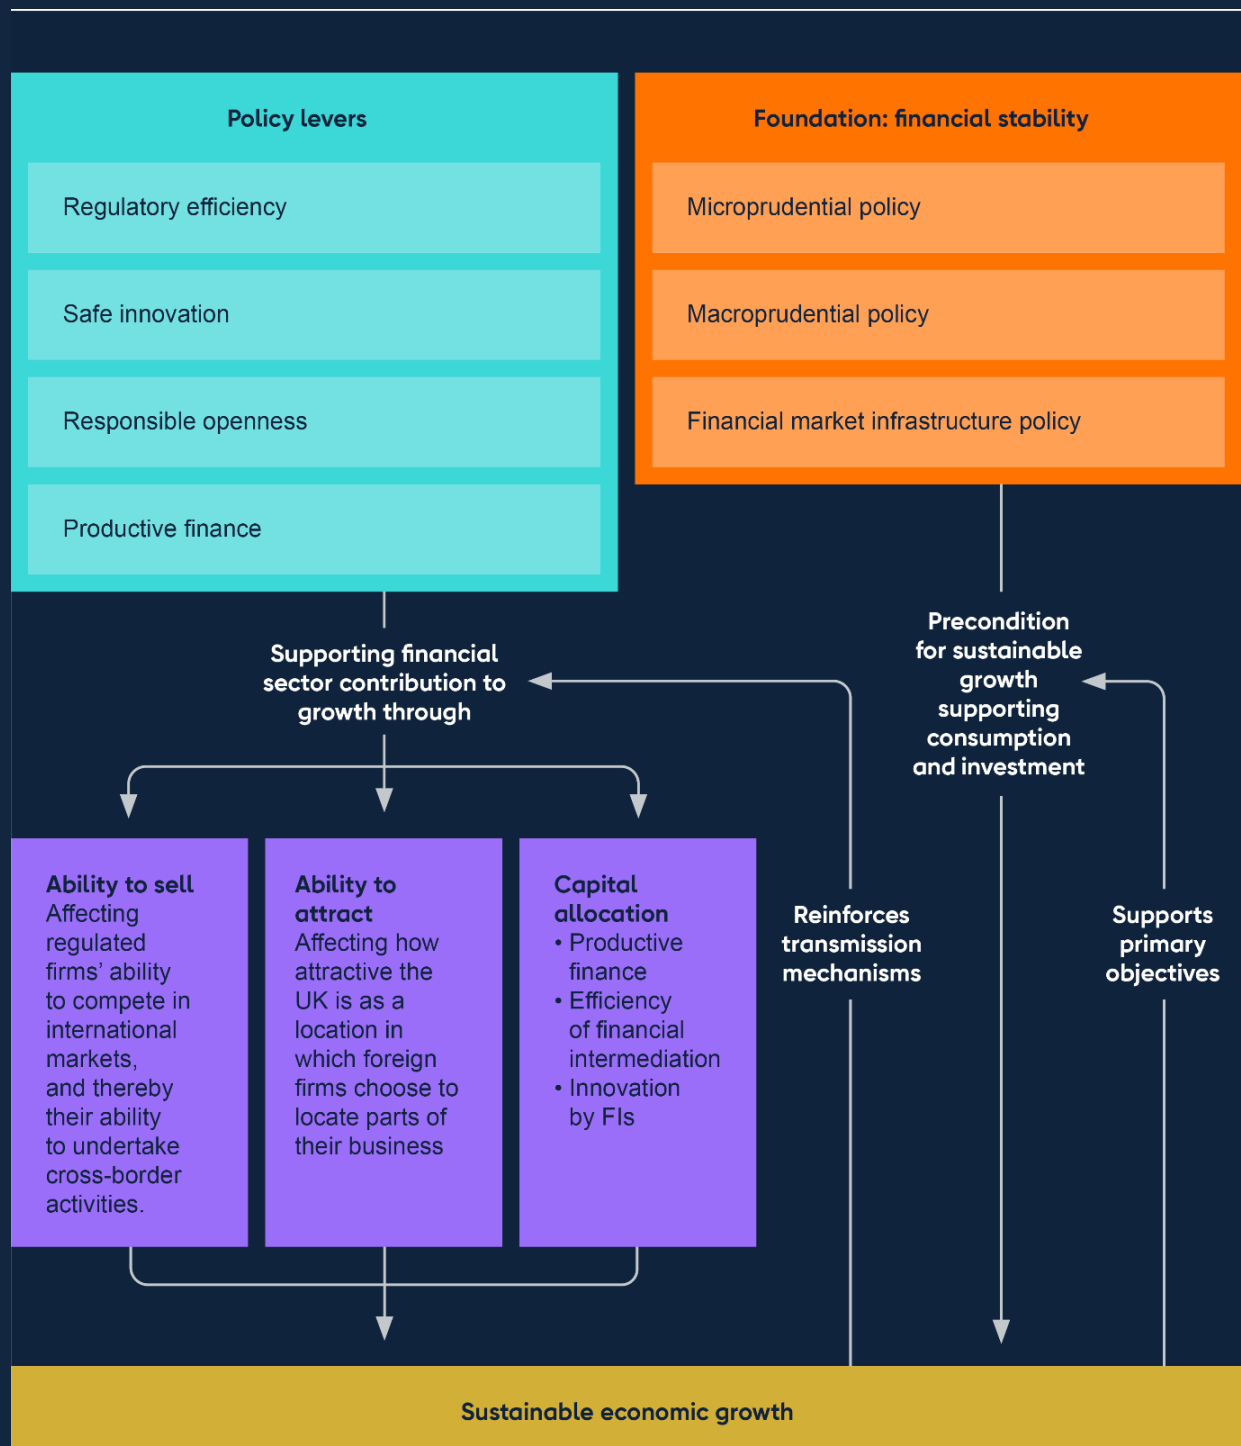 Policy levers
Regulatory efficiency
Safe innovation
Responsible openness
Productive finance
Foundation: financial stability
Microprudential policy
Macroprudential policy
Financial market infrastructure policy
Supporting financial
sector contribution to
growth through
Precondition
for sustainable
growth
supporting
consumption
and investment
Ability to sell
Affecting
regulated
firms’ ability
to compete in
international
markets,
and thereby
their ability
to undertake
cross-border
activities.
Ability to
attract
Affecting how
attractive the
UK is as a
location in
which foreign
firms choose to
locate parts of
their business
Capital
allocation
• Productive
finance
• Efficiency
of financial
intermediation
• Innovation
by FIs
Reinforces
transmission
mechanisms
Supports
primary
objectives
Sustainable economic growth